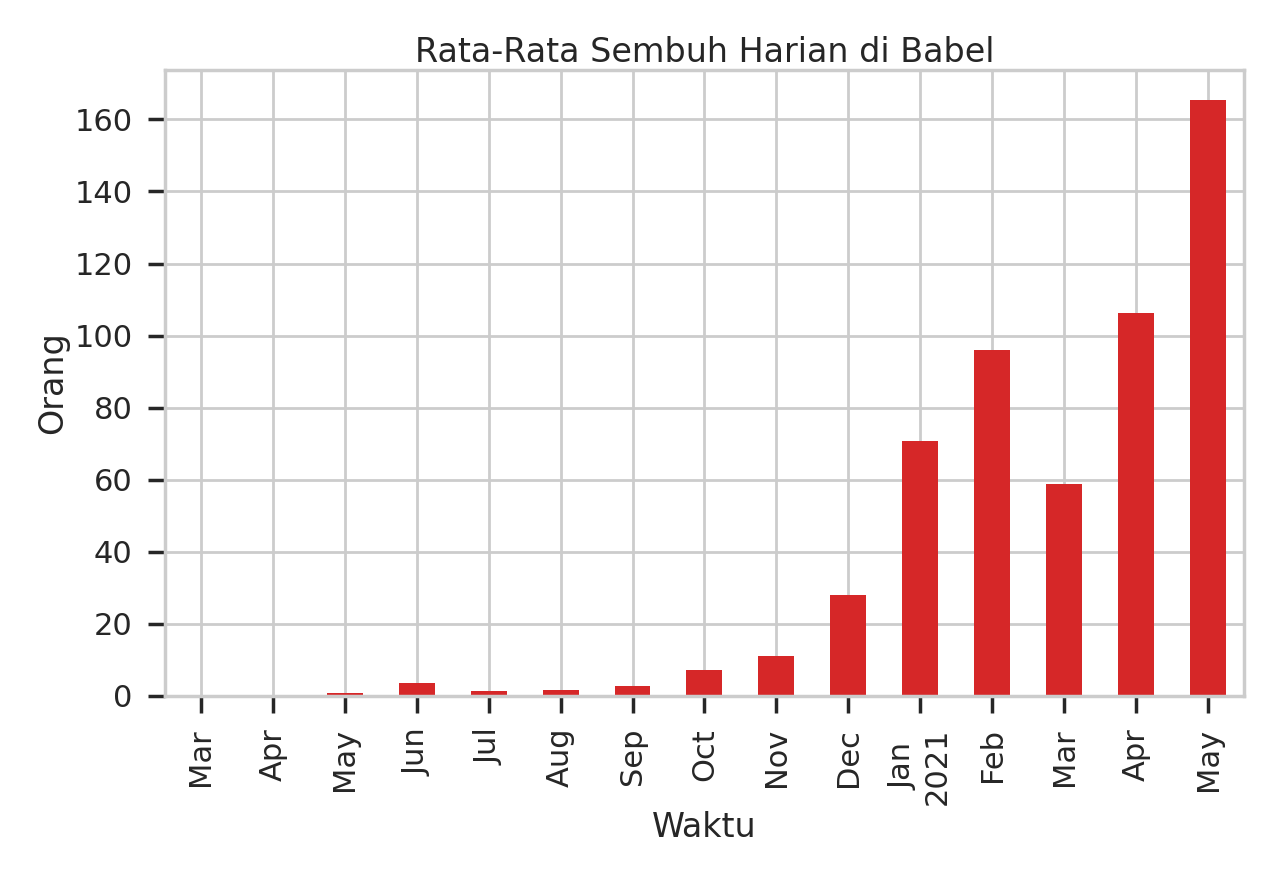 Rata-Rata Sembuh Harian di Babel
Orang
160
140
120
100
80
60
40
20
0
Mar
Apr
May
Jun
Jul
Aug
Sep
Oct
Nov
Dec
Jan
2021
Feb
Mar
Apr
May
Waktu